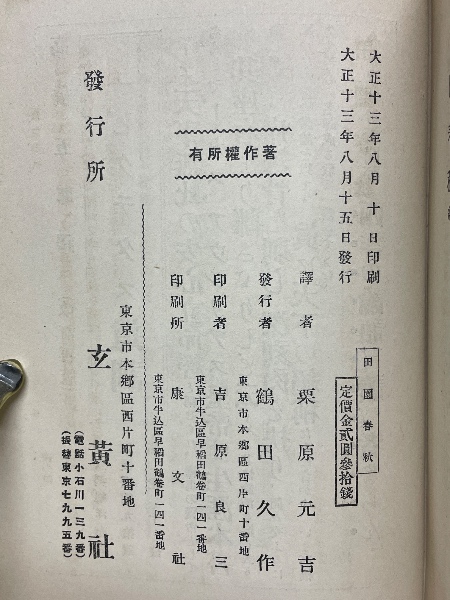 大正十三年八月十日印刷
大正十三年八月十五日發行
田園春秋
定價金貳圓參拾錢
著作權所有
譯者 栗原元吉
發行者 鶴田久作
東京市本郷區西片町十番地
印刷者 吉原良三
東京市牛込區早稻田鶴卷町一四一番地
印刷所 康文社
東京市牛込區早稻田鶴卷町一四一番地
發行所 玄黃社
東京市本郷區西片町十番地
(電話小石川一三九番)
(振替東京七九九五番)